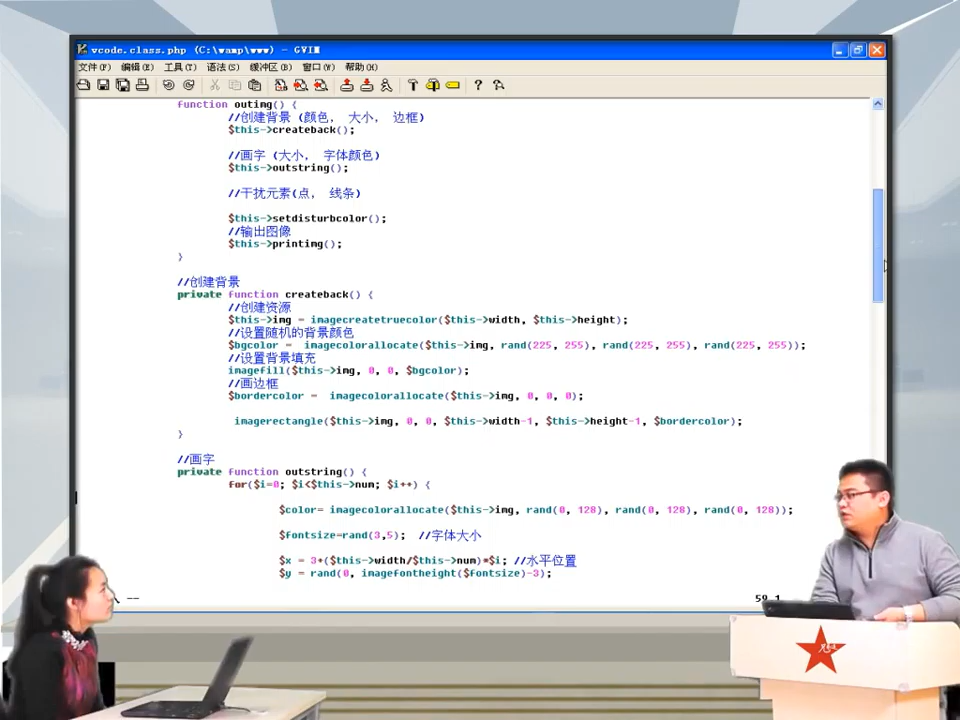 vcode.class.php (C:\wamp\www) - GVIM
文件(F) 编辑(E) 工具(T) 语法(S) 缓冲区(B) 窗口(W) 帮助(H)
function outimg() {
//创建背景 (颜色, 大小, 边框)
$this->createback();
//画字 (大小, 字体颜色)
$this->outstring();
//干扰元素(点, 线条)
$this->setdisturbcolor();
//输出图像
$this->printimg();
}
//创建背景
private function createback() {
//创建资源
$this->img = imagecreatetruecolor($this->width, $this->height);
//设置随机的背景颜色
$bgcolor = imagecolorallocate($this->img, rand(225, 255), rand(225, 255), rand(225, 255));
//设置背景填充
imagefill($this->img, 0, 0, $bgcolor);
//画边框
$bordercolor = imagecolorallocate($this->img, 0, 0, 0);
imagerectangle($this->img, 0, 0, $this->width-1, $this->height-1, $bordercolor);
}
//画字
private function outstring() {
for($i=0; $i<$this->num; $i++) {
$color= imagecolorallocate($this->img, rand(0, 128), rand(0, 128), rand(0, 128));
$fontsize=rand(3,5); //字体大小
$x = 3+($this->width/$this->num)*$i; //水平位置
$y = rand(0, imagefontheight($fontsize)-3);